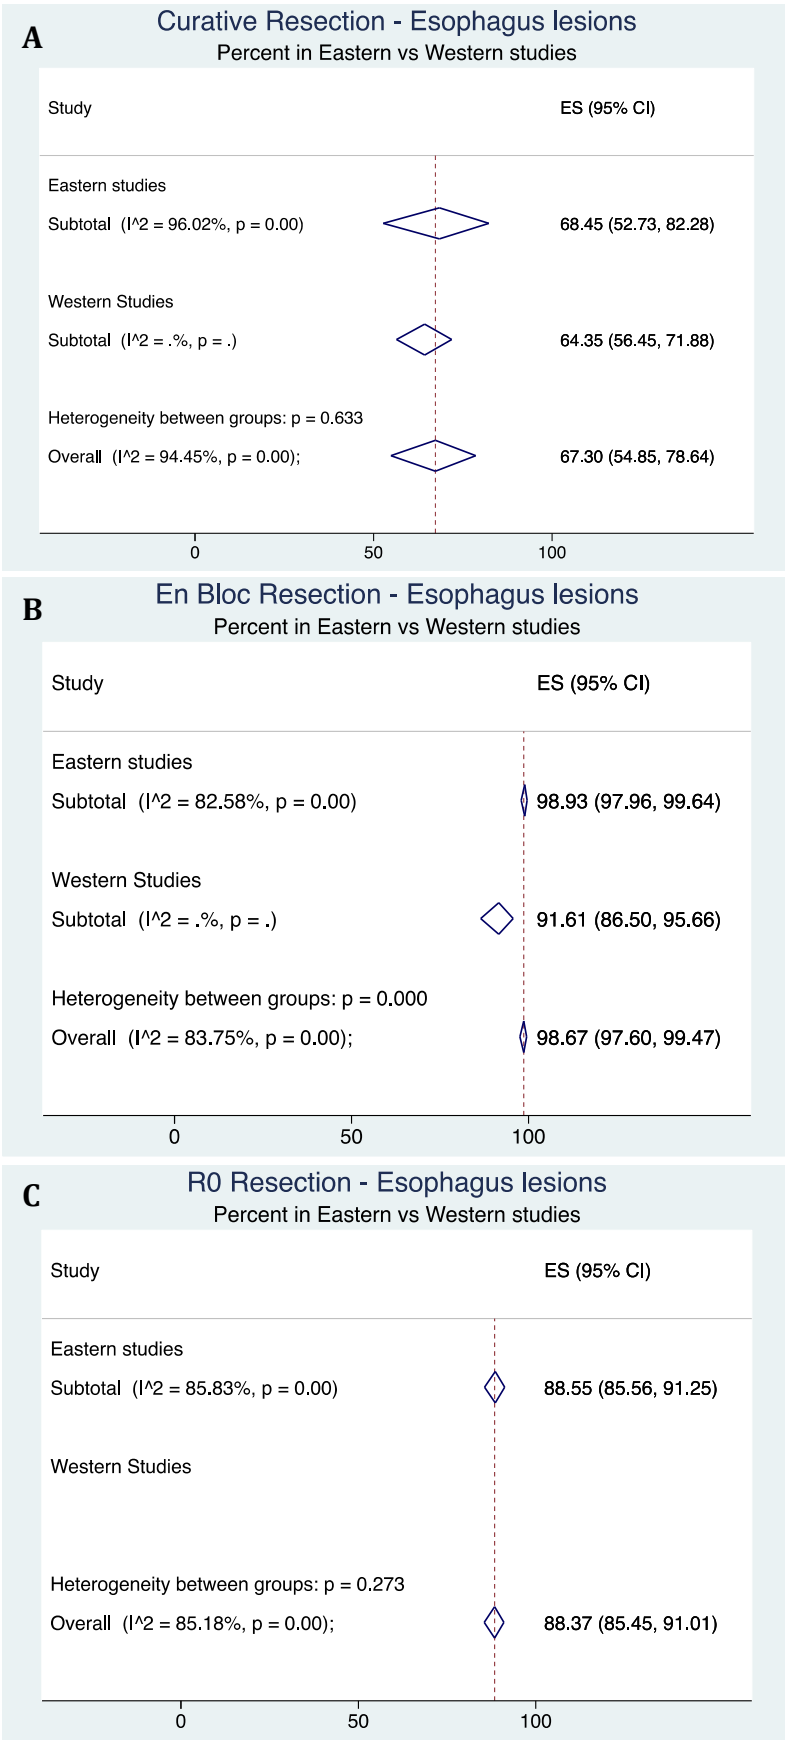 A
Curative Resection - Esophagus lesions
Percent in Eastern vs Western studies
Study ES (95% CI)
Eastern studies
Subtotal (I^2 = 96.02%, p = 0.00) 68.45 (52.73, 82.28)
Western Studies
Subtotal (I^2 = .%, p = .) 64.35 (56.45, 71.88)
Heterogeneity between groups: p = 0.633
Overall (I^2 = 94.45%, p = 0.00); 67.30 (54.85, 78.64)
0 50 100
B
En Bloc Resection - Esophagus lesions
Percent in Eastern vs Western studies
Study ES (95% CI)
Eastern studies
Subtotal (I^2 = 82.58%, p = 0.00) 98.93 (97.96, 99.64)
Western Studies
Subtotal (I^2 = .%, p = .) 91.61 (86.50, 95.66)
Heterogeneity between groups: p = 0.000
Overall (I^2 = 83.75%, p = 0.00); 98.67 (97.60, 99.47)
0 50 100
C
R0 Resection - Esophagus lesions
Percent in Eastern vs Western studies
Study ES (95% CI)
Eastern studies
Subtotal (I^2 = 85.83%, p = 0.00) 88.55 (85.56, 91.25)
Western Studies
Heterogeneity between groups: p = 0.273
Overall (I^2 = 85.18%, p = 0.00); 88.37 (85.45, 91.01)
0 50 100